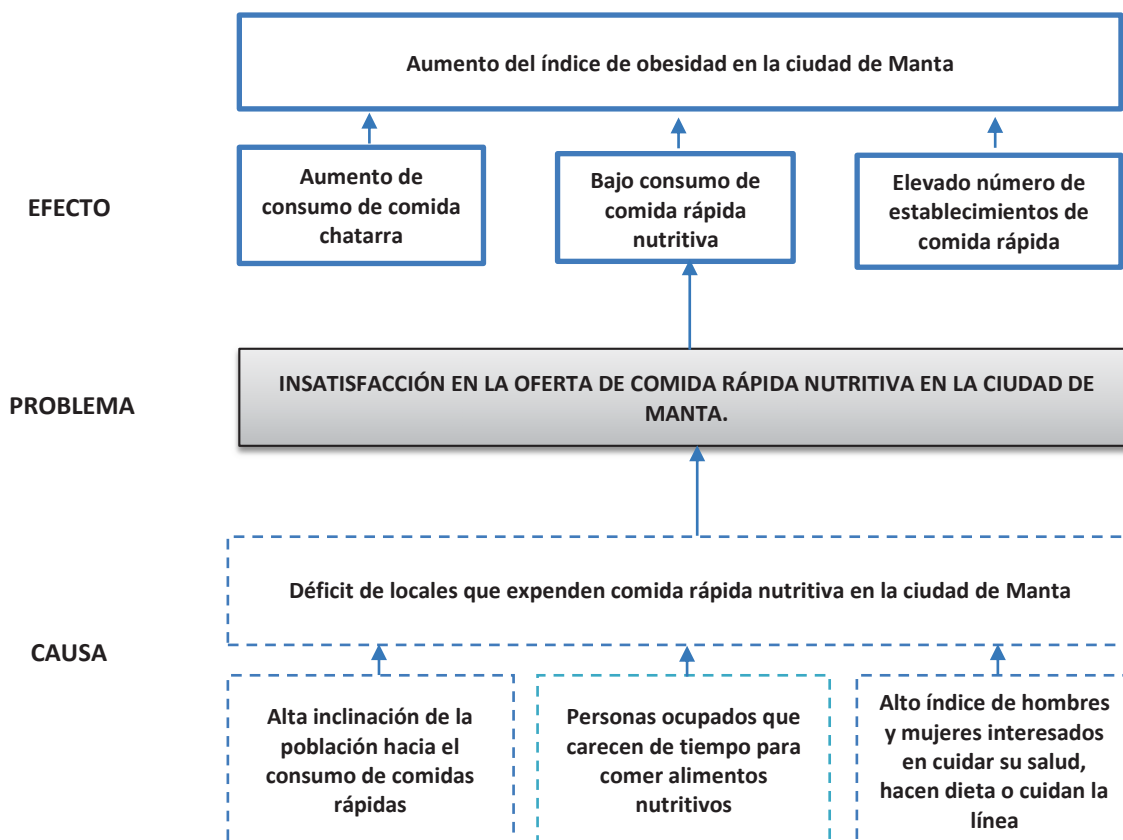 Aumento del índice de obesidad en la ciudad de Manta
EFECTO
Aumento de
consumo de comida
chatarra
Bajo consumo de
comida rápida
nutritiva
Elevado número de
establecimientos de
comida rápida
PROBLEMA
INSATISFACCIÓN EN LA OFERTA DE COMIDA RÁPIDA NUTRITIVA EN LA CIUDAD DE
MANTA.
Déficit de locales que expenden comida rápida nutritiva en la ciudad de Manta
CAUSA
Alta inclinación de la
población hacia el
consumo de comidas
rápidas
Personas ocupados que
carecen de tiempo para
comer alimentos
nutritivos
Alto índice de hombres
y mujeres interesados
en cuidar su salud,
hacen dieta o cuidan la
línea